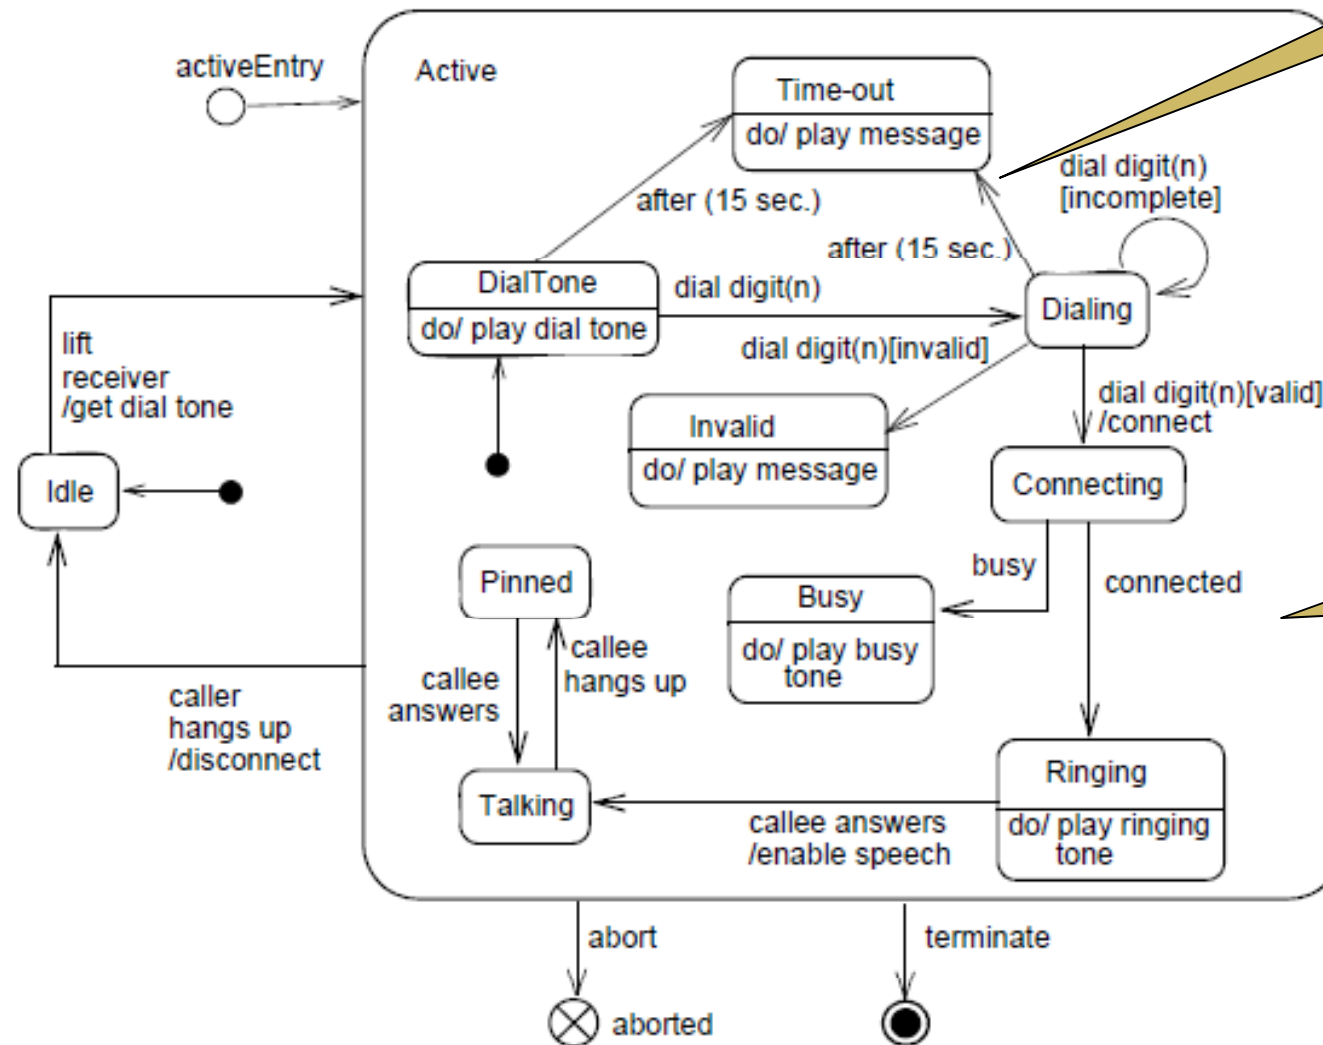 activeEntry
Active
Time-out
do/ play message
dial digit(n)
[incomplete]
after (15 sec.)
after (15 sec.)
DialTone
do/ play dial tone
dial digit(n)
Dialing
lift
receiver
/get dial tone
dial digit(n)[invalid]
dial digit(n)[valid]
/connect
Invalid
do/ play message
Idle
Connecting
Pinned
busy
connected
Busy
do/ play busy
tone
callee
hangs up
callee
answers
caller
hangs up
/disconnect
Talking
callee answers
/enable speech
Ringing
do/ play ringing
tone
abort
terminate
aborted